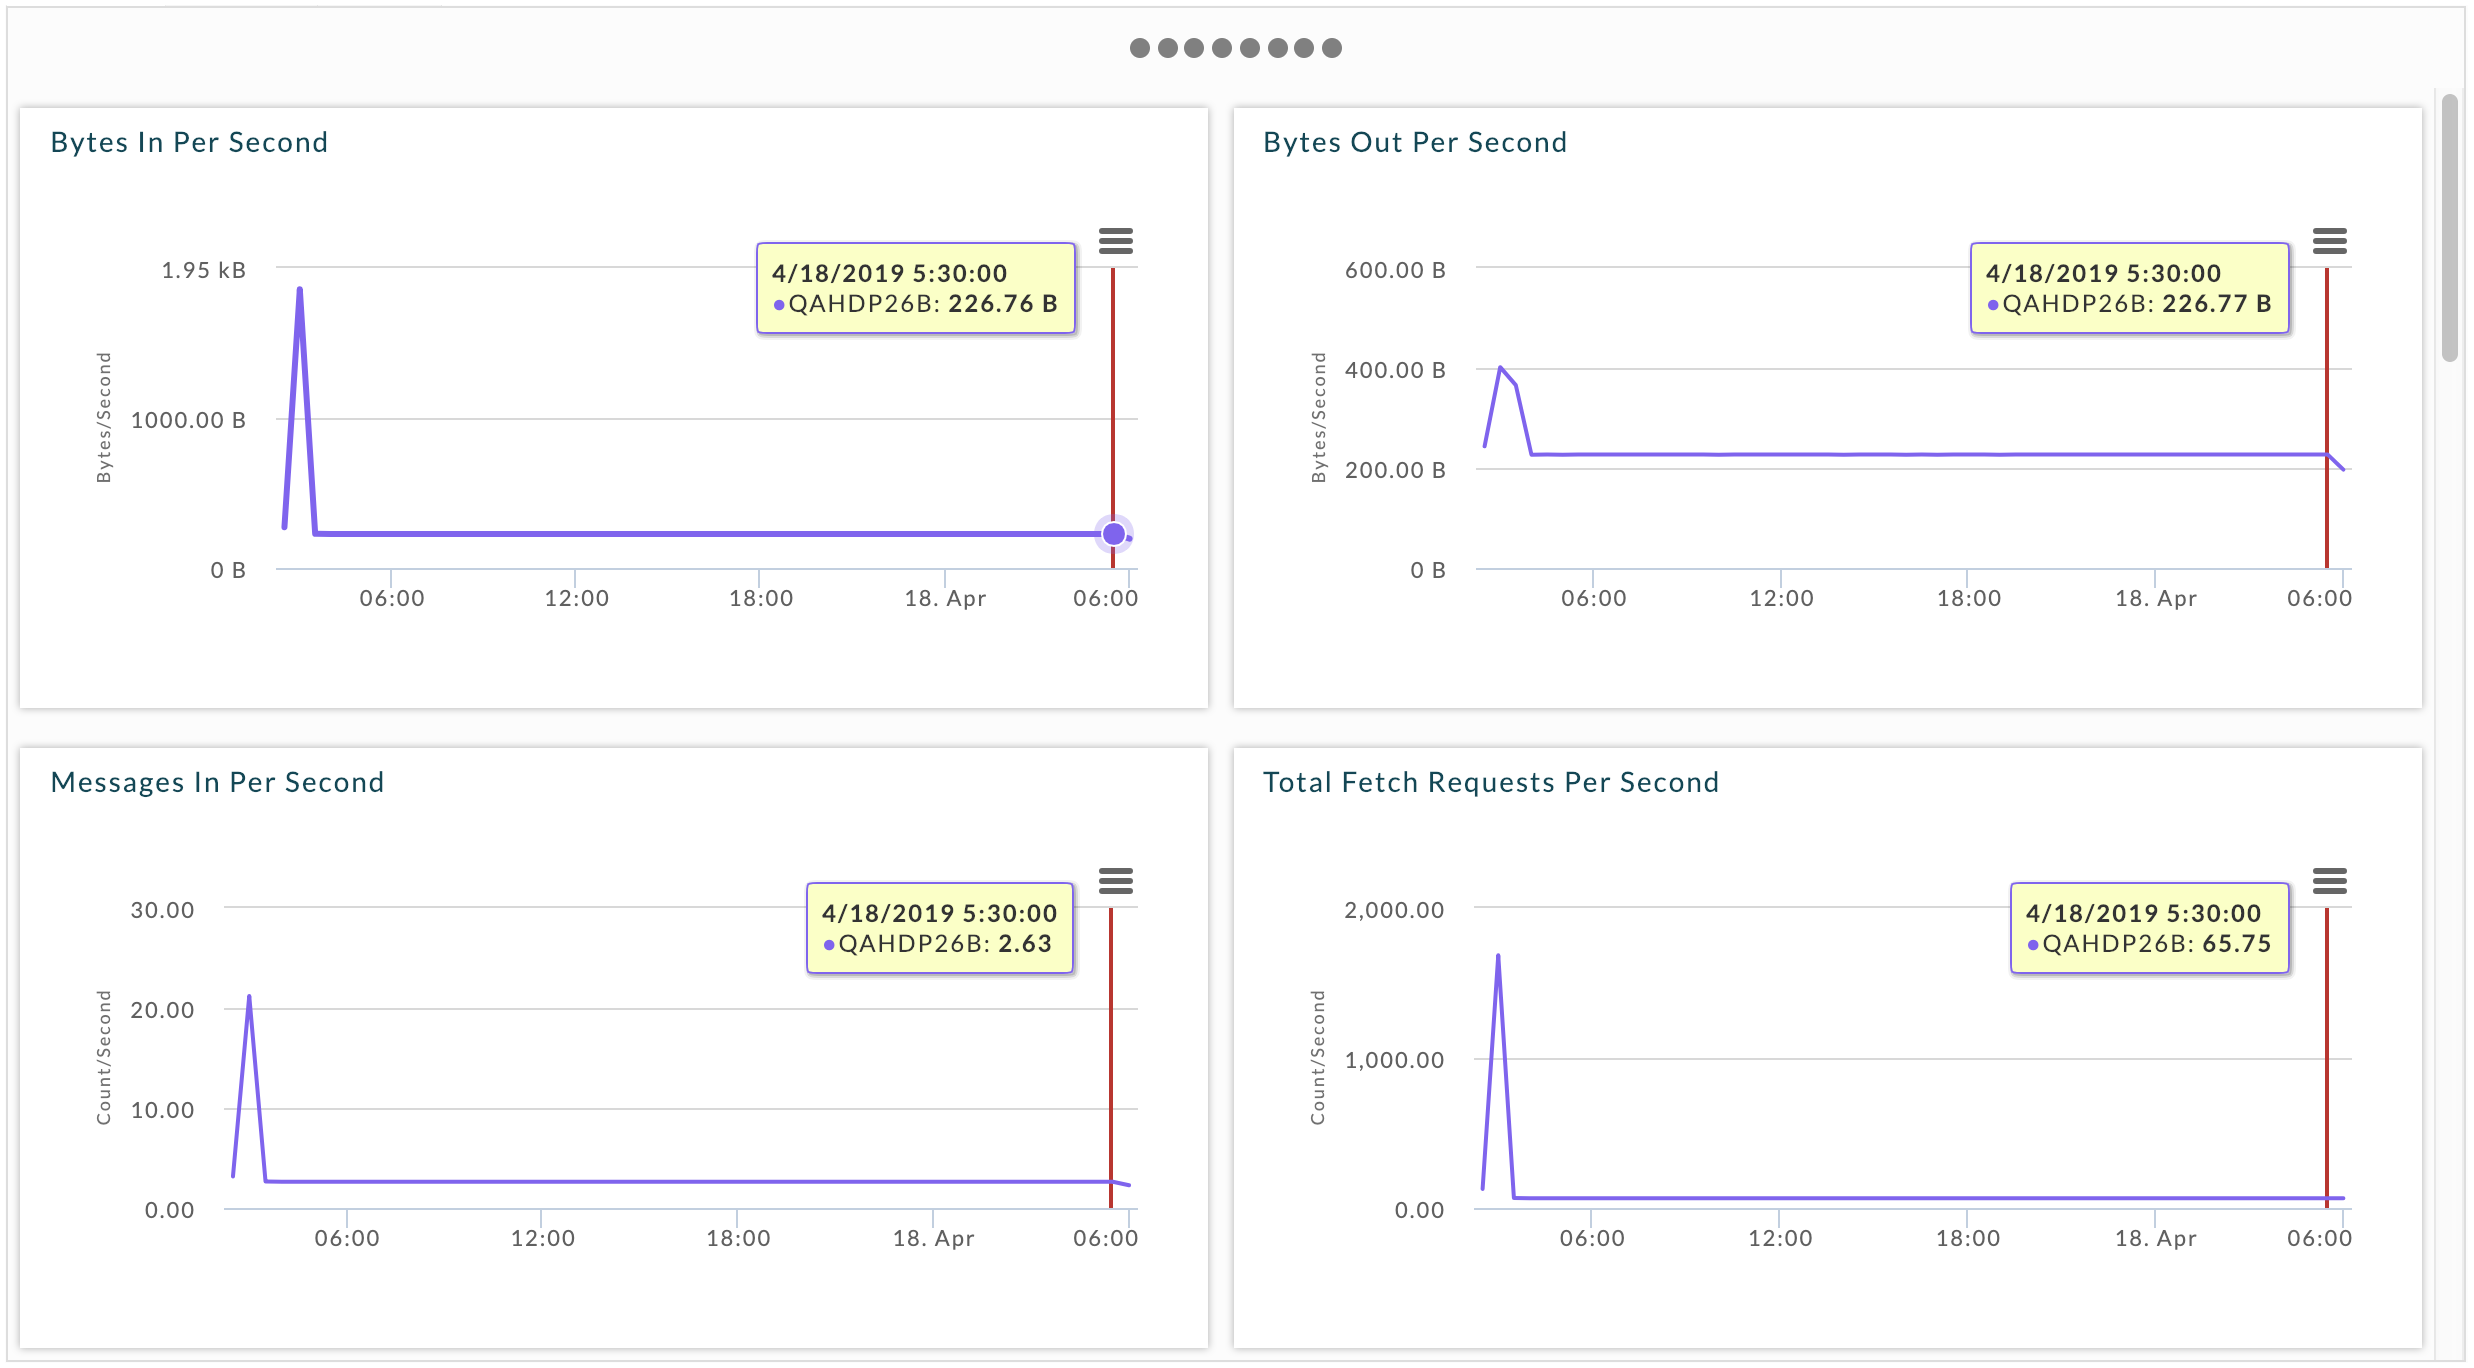 Bytes In Per Second
1.95 kB
1000.00 B
0 B
Bytes/Second
4/18/2019 5:30:00
QAHDP26B: 226.76 B
06:00 12:00 18:00 18. Apr 06:00
Bytes Out Per Second
600.00 B
400.00 B
200.00 B
0 B
Bytes/Second
4/18/2019 5:30:00
QAHDP26B: 226.77 B
06:00 12:00 18:00 18. Apr 06:00
Messages In Per Second
30.00
20.00
10.00
0.00
Count/Second
4/18/2019 5:30:00
QAHDP26B: 2.63
06:00 12:00 18:00 18. Apr 06:00
Total Fetch Requests Per Second
2,000.00
1,000.00
0.00
Count/Second
4/18/2019 5:30:00
QAHDP26B: 65.75
06:00 12:00 18:00 18. Apr 06:00